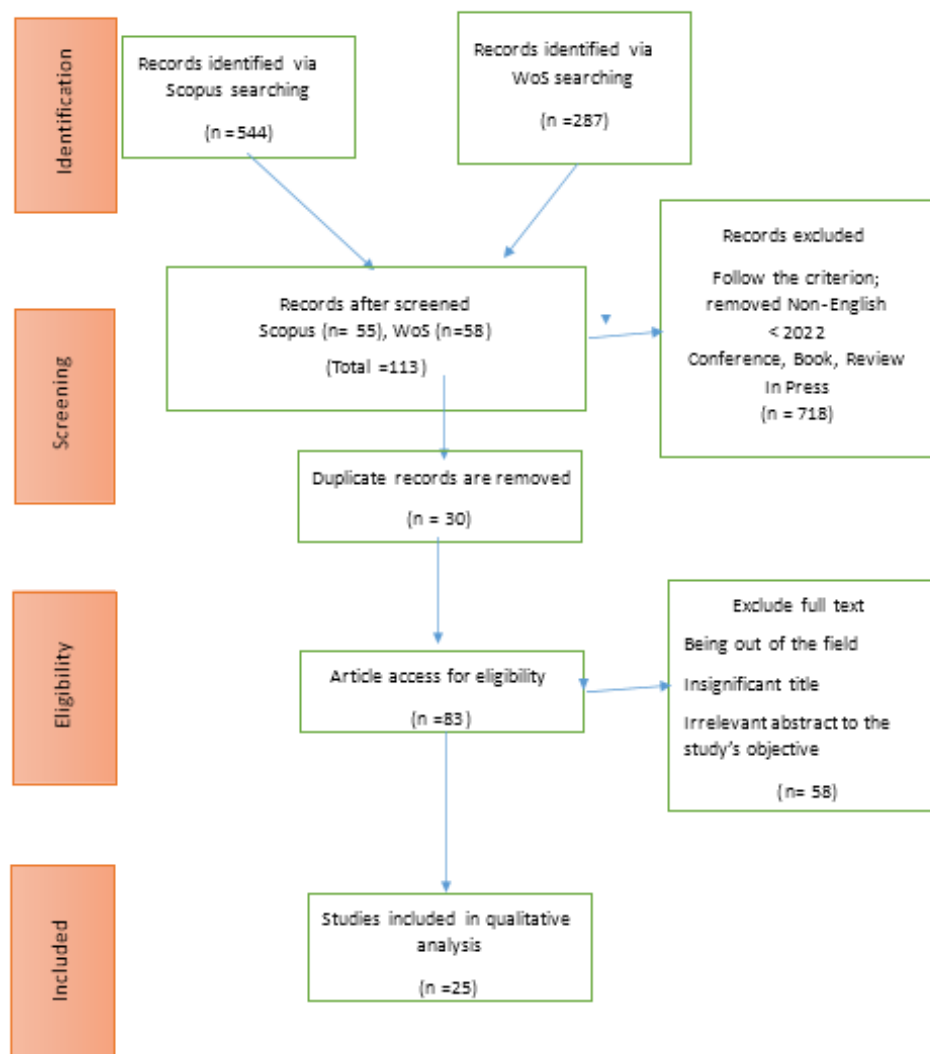 Identification
Records identified via
Scopus searching
(n =544)
Records identified via
WoS searching
(n =287)
Screening
Records after screened
Scopus (n= 55), WoS (n=58)
(Total =113)
Records excluded
Follow the criterion;
removed Non-English
< 2022
Conference, Book, Review
In Press
(n = 718)
Duplicate records are removed
(n = 30)
Eligibility
Article access for eligibility
(n =83)
Exclude full text
Being out of the field
Insignificant title
Irrelevant abstract to the
study's objective
(n= 58)
Included
Studies included in qualitative
analysis
(n =25)